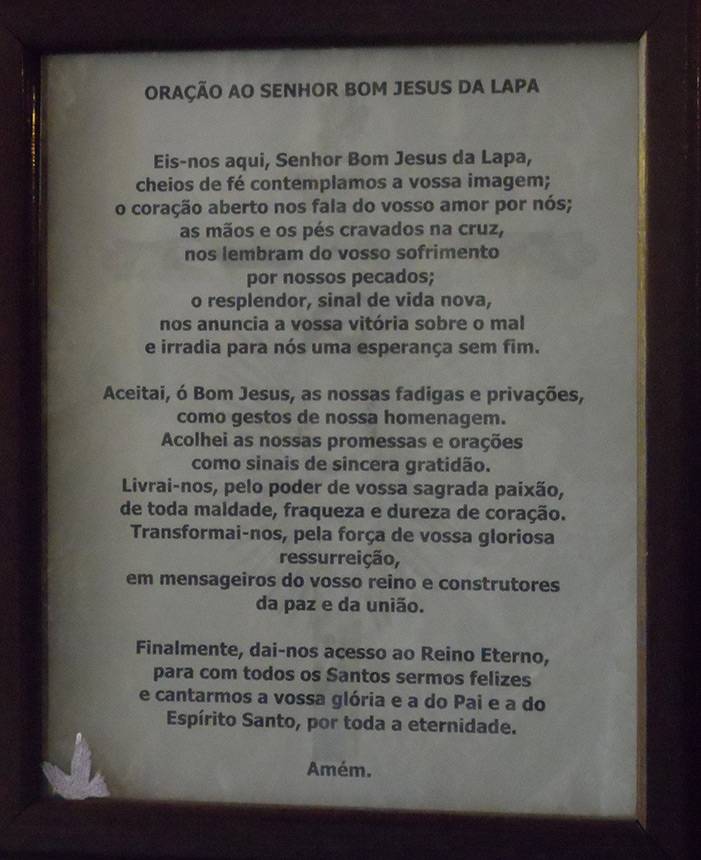 ORAÇÃO AO SENHOR BOM JESUS DA LAPA
Eis-nos aqui, Senhor Bom Jesus da Lapa,
cheios de fé contemplamos a vossa imagem;
o coração aberto nos fala do vosso amor por nós;
as mãos e os pés cravados na cruz,
nos lembram do vosso sofrimento
por nossos pecados;
o resplendor, sinal de vida nova,
nos anuncia a vossa vitória sobre o mal
e irradia para nós uma esperança sem fim.
Aceitai, ó Bom Jesus, as nossas fadigas e privações,
como gestos de nossa homenagem.
Acolhei as nossas promessas e orações
como sinais de sincera gratidão.
Livrai-nos, pelo poder de vossa sagrada paixão,
de toda maldade, fraqueza e dureza de coração.
Transformai-nos, pela força de vossa gloriosa
ressurreição,
em mensageiros do vosso reino e construtores
da paz e da união.
Finalmente, dai-nos acesso ao Reino Eterno,
para com todos os Santos sermos felizes
e cantarmos a vossa glória e a do Pai e a do
Espírito Santo, por toda a eternidade.
Amém.